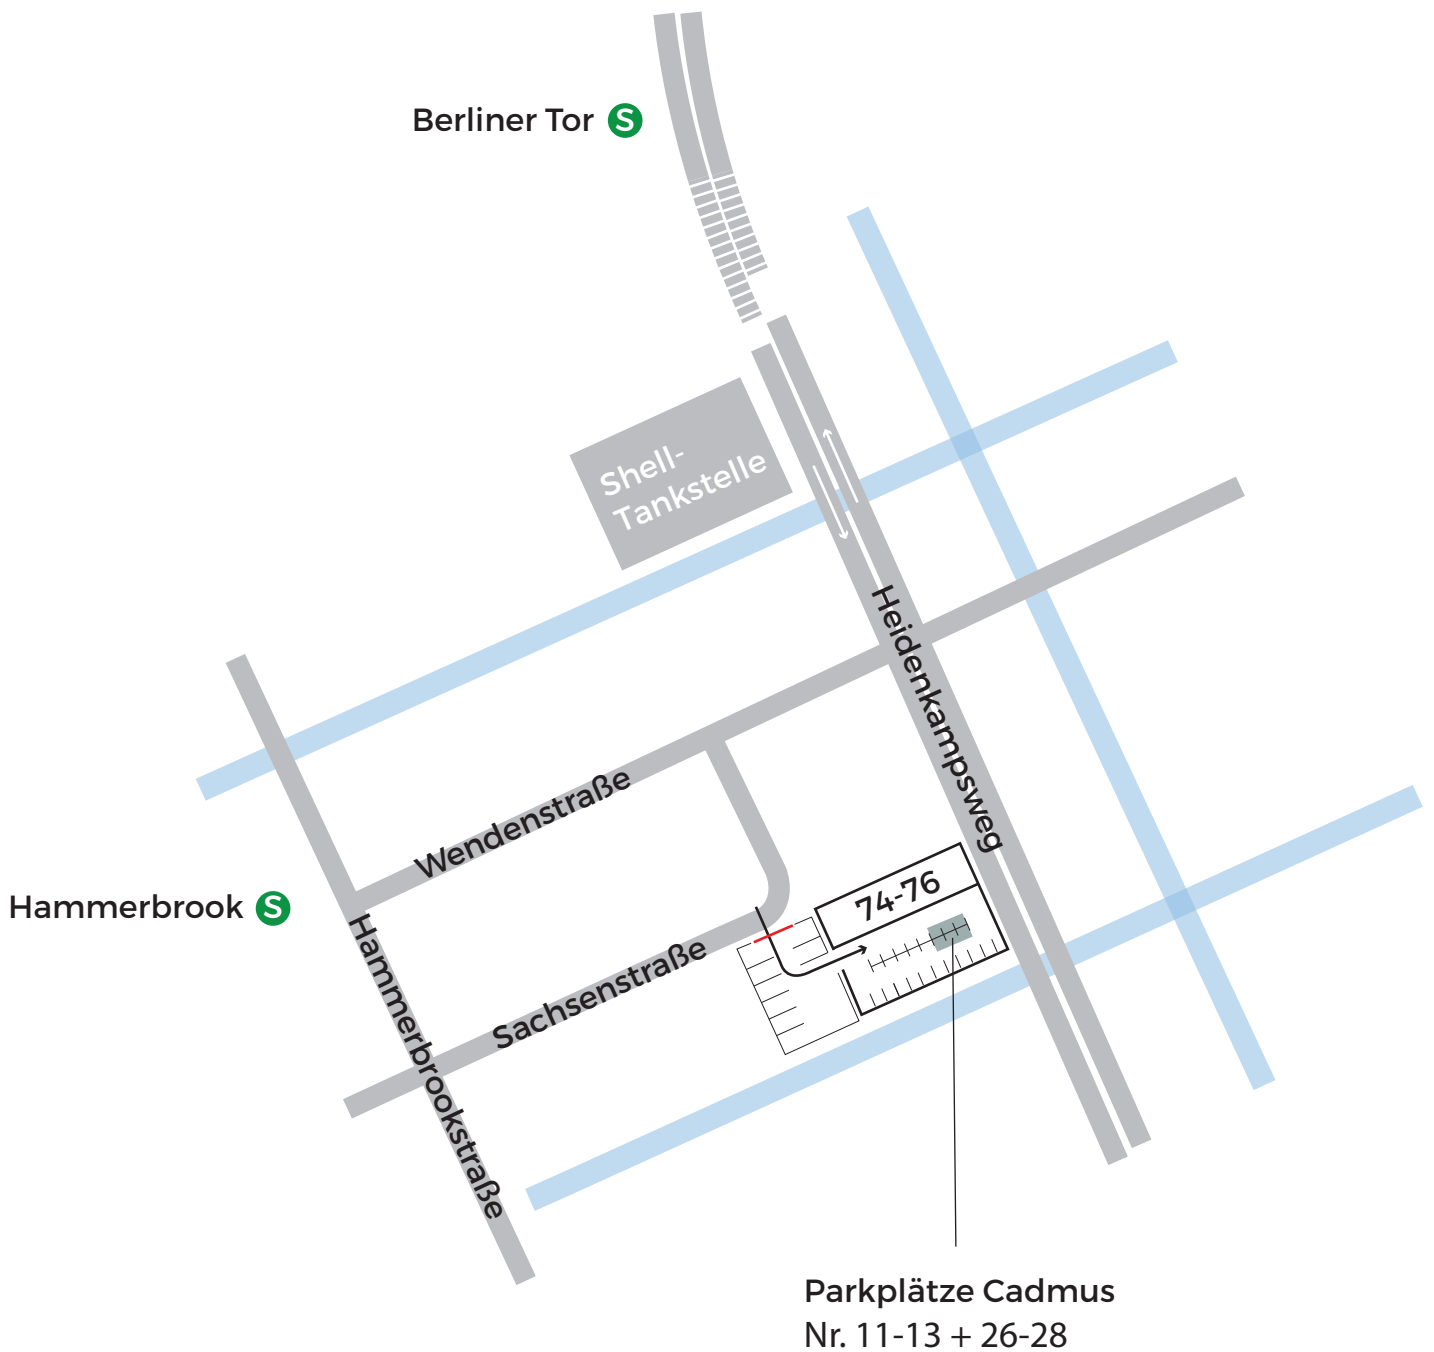 Berliner Tor S
Shell-
Tankstelle
Heidenkampsweg
Wendenstraße
74-76
Hammerbrook S
Hammerbrookstraße
Sachsenstraße
Parkplätze Cadmus
Nr. 11-13 + 26-28